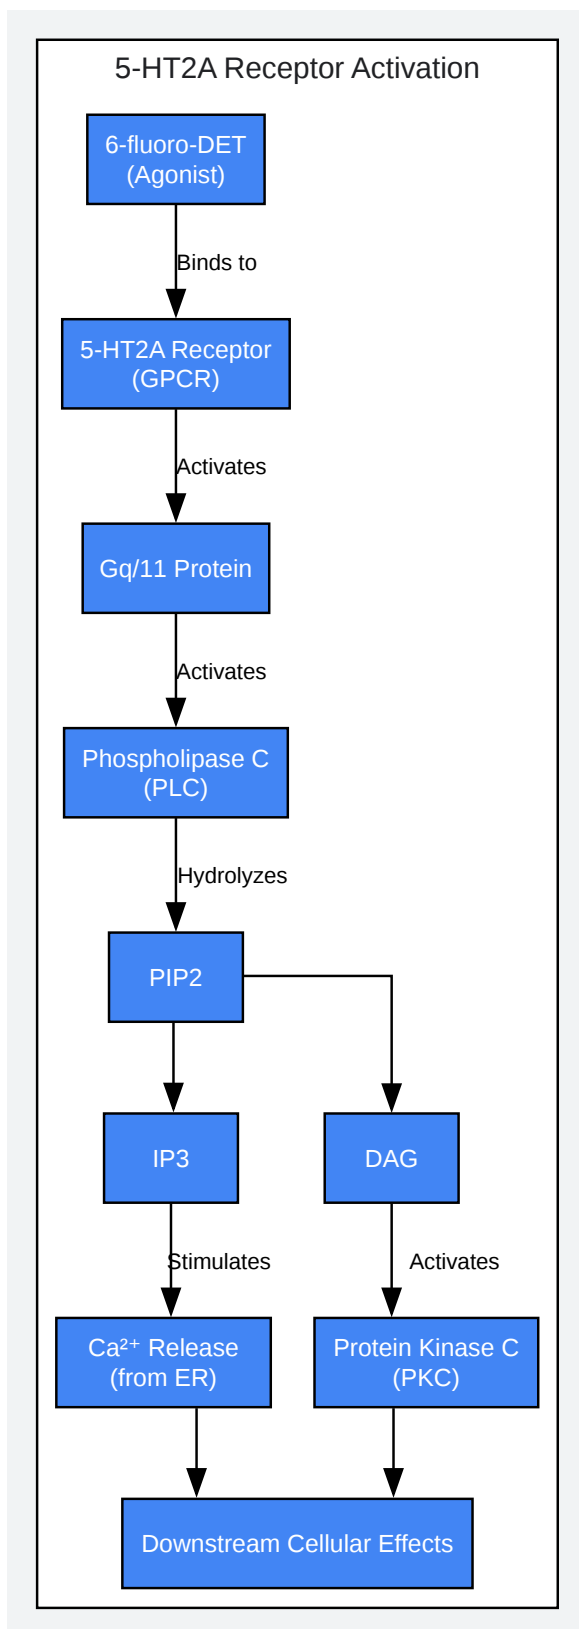 5-HT2A Receptor Activation
6-fluoro-DET
(Agonist)
Binds to
5-HT2A Receptor
(GPCR)
Activates
Gq/11 Protein
Activates
Phospholipase C
(PLC)
Hydrolyzes
PIP2
IP3
DAG
Stimulates
Activates
Ca²⁺ Release
(from ER)
Protein Kinase C
(PKC)
Downstream Cellular Effects